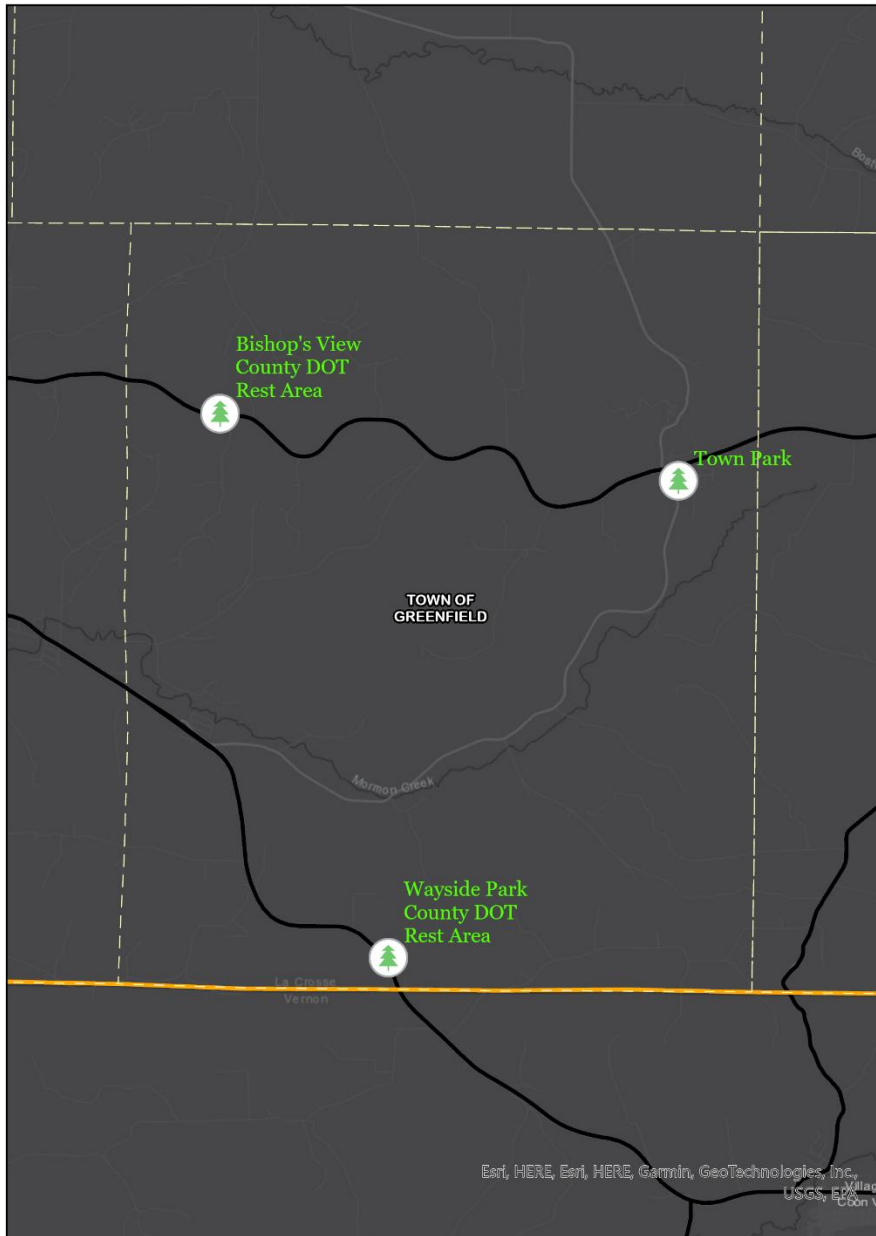 Bishop's View
County DOT
Rest Area
Town Park
TOWN OF
GREENFIELD
Mormon Creek
Wayside Park
County DOT
Rest Area
La Crosse
Vernon
Esri, HERE, Esri, HERE, Garmin, GeoTechnologies, Inc.,
USGS, EPA